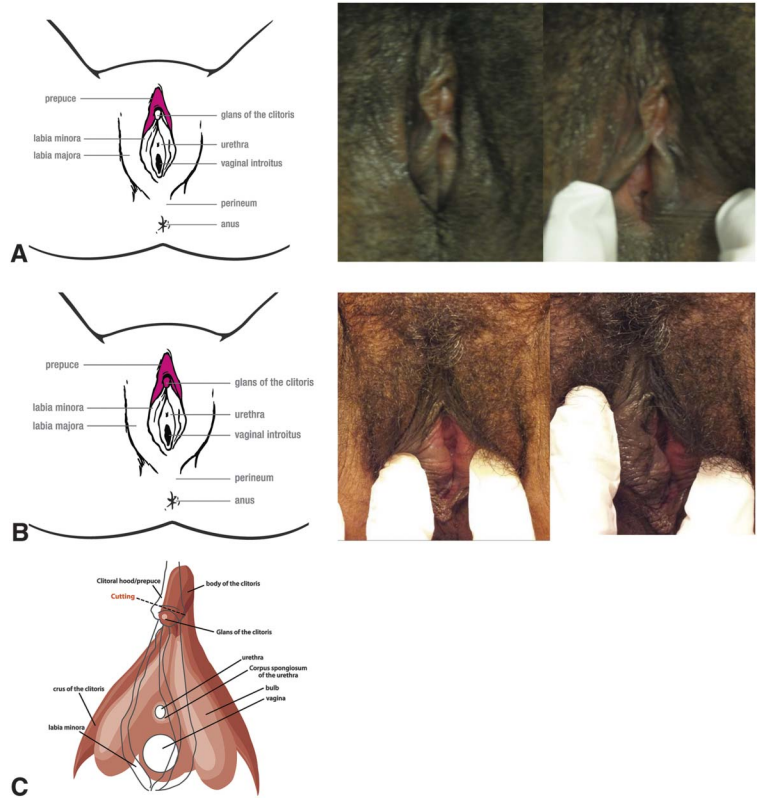 prepuce
glans of the clitoris
labia minora
urethra
labia majora
vaginal introitus
perineum
anus
A
prepuce
glans of the clitoris
labia minora
urethra
labia majora
vaginal introitus
perineum
anus
B
Clitoral hood/prepuce
body of the clitoris
Cutting
Glans of the clitoris
urethra
Corpus spongiosum
of the urethra
crus of the clitoris
bulb
vagina
labia minora
C